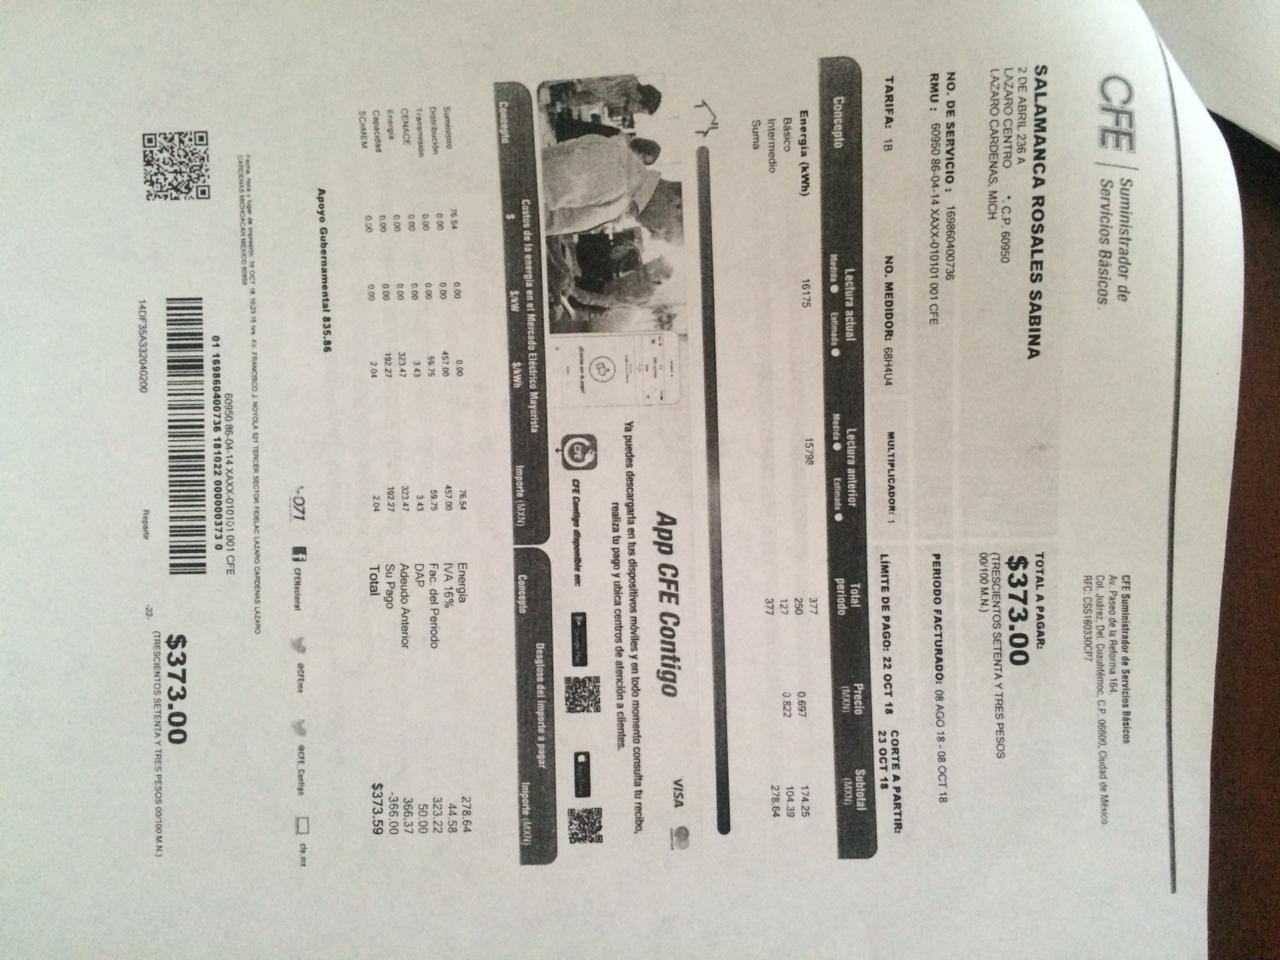 CFE
Suministrador de
Servicios Básicos.
CFE Suministrador de Servicios Básicos
Av. Paseo de la Reforma 164,
Col. Juárez, Del. Cuauhtémoc, C.P. 06600, Ciudad de México
RFC: CSS160330CP7
SALAMANCA ROSALES SABINA
2 DE ABRIL 236 A
LAZARO CENTRO *, C.P. 60950
LAZARO CARDENAS, MICH
TOTAL A PAGAR:
$373.00
(TRESCIENTOS SETENTA Y TRES PESOS
00/100 M.N.)
NO. DE SERVICIO : 169860400736
RMU : 60950 86-04-14 XAXX-010101 001 CFE
PERIODO FACTURADO: 08 AGO 18 - 08 OCT 18
TARIFA: 1B NO. MEDIDOR: 68H4U4 MULTIPLICADOR: 1 LÍMITE DE PAGO: 22 OCT 18 CORTE A PARTIR:
23 OCT 18
Concepto Lectura actual Lectura anterior Total periodo Precio (MXN) Subtotal (MXN)
Medida Estimada Medida Estimada
Energía (kWh) 16175 15798 377
Básico 250 0.697 174.25
Intermedio 127 0.822 104.39
Suma 377 278.64
App CFE Contigo
VISA
Ya puedes descargarla en tus dispositivos móviles y en todo momento consulta tu recibo,
realiza tu pago y ubica centros de atención a clientes.
CFE
CFE Contigo disponible en:
Costos de la energía en el Mercado Eléctrico Mayorista
Concepto $ $/kW $/kWh Importe (MXN)
Suministro 76.54 0.00 0.00 76.54
Distribución 0.00 0.00 457.00 457.00
Transmisión 0.00 0.00 59.75 59.75
CENACE 0.00 0.00 3.43 3.43
Energía 0.00 0.00 323.47 323.47
Capacidad 0.00 0.00 192.27 192.27
SCnMEM 0.00 0.00 2.04 2.04
Desglose del importe a pagar
Concepto Importe (MXN)
Energía 278.64
IVA 16% 44.58
Fac. del Periodo 323.22
DAP 50.00
Adeudo Anterior 366.37
Su Pago -366.00
Total $373.59
Apoyo Gubernamental 835.86
071 CFENacional @CFEmx @CFE_Contigo cfe.mx
Fecha, hora y lugar de impresión: 16 OCT 18 10:23:15 hrs. AV. FRANCISCO J. NOYOLA 521 TERCER SECTOR FIDELAC LAZARO CARDENAS LAZARO
CARDENAS MICHOACAN MEXICO 60950
60950 86-04-14 XAXX-010101 001 CFE
01 169860400736 181022 000000373 0
14DF35A332040200 Repartir -22-
$373.00
(TRESCIENTOS SETENTA Y TRES PESOS 00/100 M.N.)